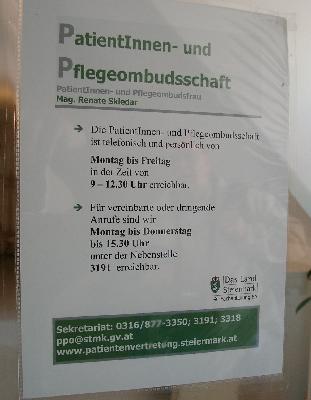 PatientInnen- und
Pflegeombudsschaft
PatientInnen- und Pflegeombudsfrau
Mag. Renate Skledar
Die PatientInnen- und Pflegeombudsschaft
ist telefonisch und persönlich von
Montag bis Freitag
in der Zeit von
9 – 12.30 Uhr erreichbar.
Für vereinbarte oder dringende
Anrufe sind wir
Montag bis Donnerstag
bis 15.30 Uhr
unter der Nebenstelle
3191 erreichbar.
Das Land
Steiermark
Sekretariat: 0316/877-3350; 3191; 3318
ppo@stmk.gv.at
www.patientenvertretung.steiermark.at